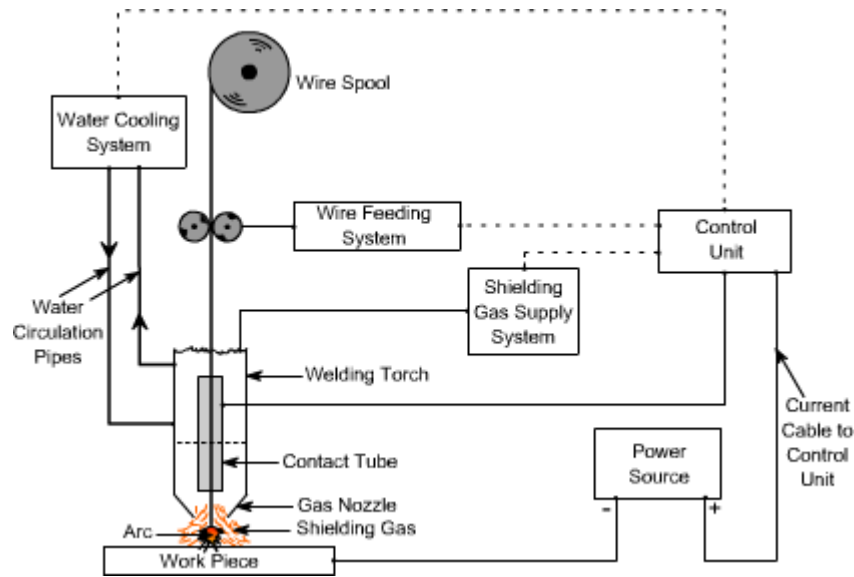 Wire Spool
Water Cooling
System
Wire Feeding
System
Control
Unit
Shielding
Gas Supply
System
Water
Circulation
Pipes
Welding Torch
Current
Cable to
Control
Unit
Power
Source
- +
Contact Tube
Gas Nozzle
Shielding Gas
Arc
Work Piece